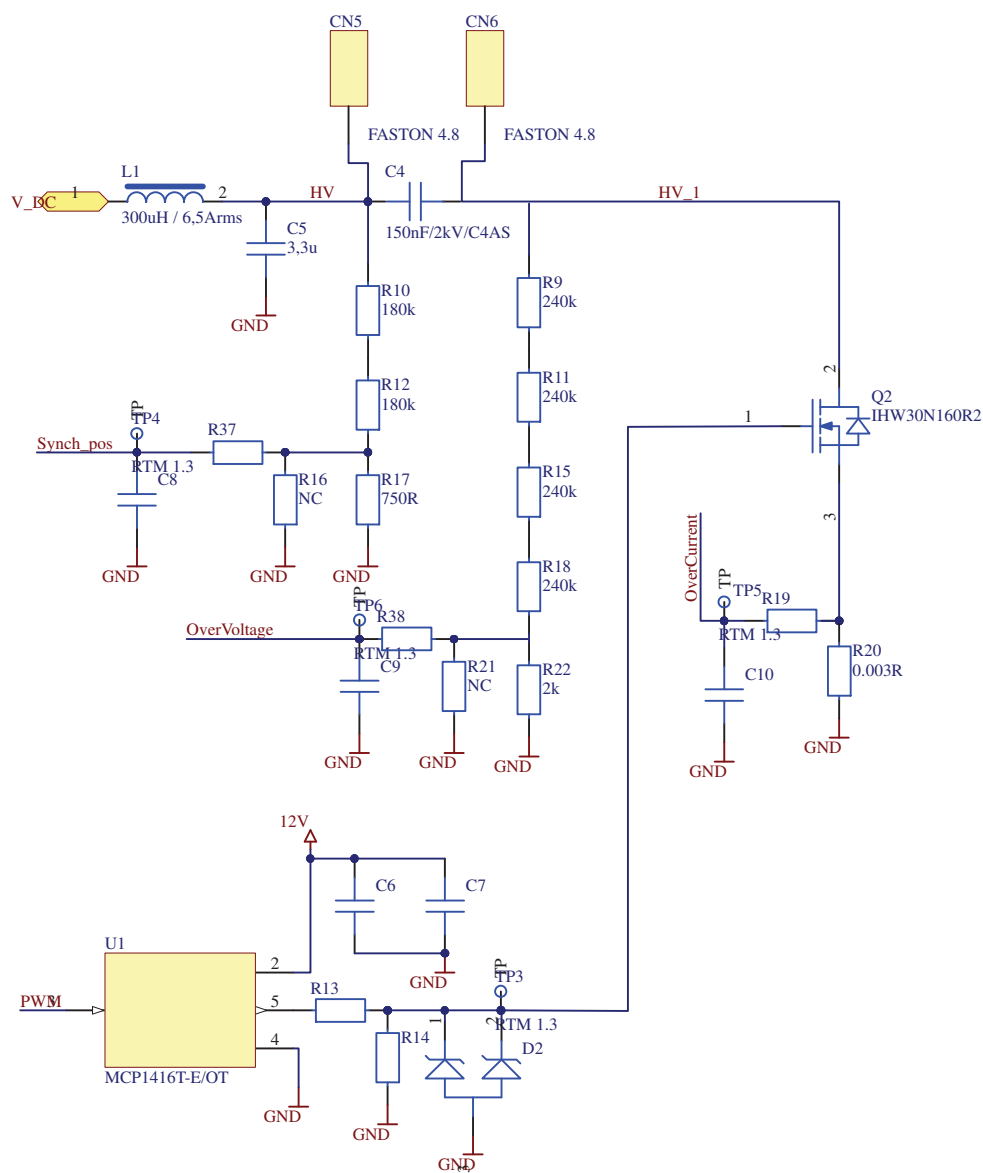 CN5
CN6
FASTON 4.8
FASTON 4.8
L1
C4
V_DC
1
2
HV
HV_1
300uH / 6,5Arms
150nF/2kV/C4AS
C5
3,3u
GND
R10
180k
R9
240k
R12
180k
R11
240k
2
Q2
IHW30N160R2
1
3
TP
TP4
Synch_pos
RTM 1.3
R37
C8
R16
NC
R17
750R
R15
240k
GND
GND
GND
R18
240k
OverCurrent
TP
TP5
RTM 1.3
R19
R20
0.003R
C10
GND
GND
TP
TP6
OverVoltage
RTM 1.3
R38
C9
R21
NC
R22
2k
GND
GND
GND
12V
C6
C7
GND
U1
PWM
3
2
5
4
MCP1416T-E/OT
GND
R13
R14
GND
TP
TP3
RTM 1.3
1
2
D2
GND
3